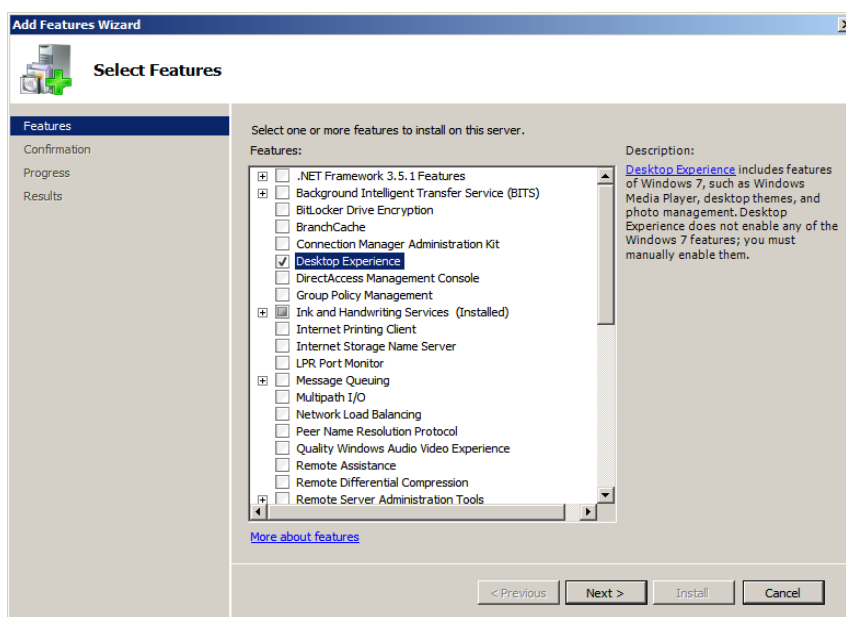 Add Features Wizard
Select Features
Features
Confirmation
Progress
Results
Select one or more features to install on this server.
Features:
.NET Framework 3.5.1 Features
Background Intelligent Transfer Service (BITS)
BitLocker Drive Encryption
BranchCache
Connection Manager Administration Kit
Desktop Experience
DirectAccess Management Console
Group Policy Management
Ink and Handwriting Services  (Installed)
Internet Printing Client
Internet Storage Name Server
LPR Port Monitor
Message Queuing
Multipath I/O
Network Load Balancing
Peer Name Resolution Protocol
Quality Windows Audio Video Experience
Remote Assistance
Remote Differential Compression
Remote Server Administration Tools
More about features
Description:
Desktop Experience includes features
of Windows 7, such as Windows
Media Player, desktop themes, and
photo management. Desktop
Experience does not enable any of the
Windows 7 features; you must
manually enable them.
< Previous
Next >
Install
Cancel